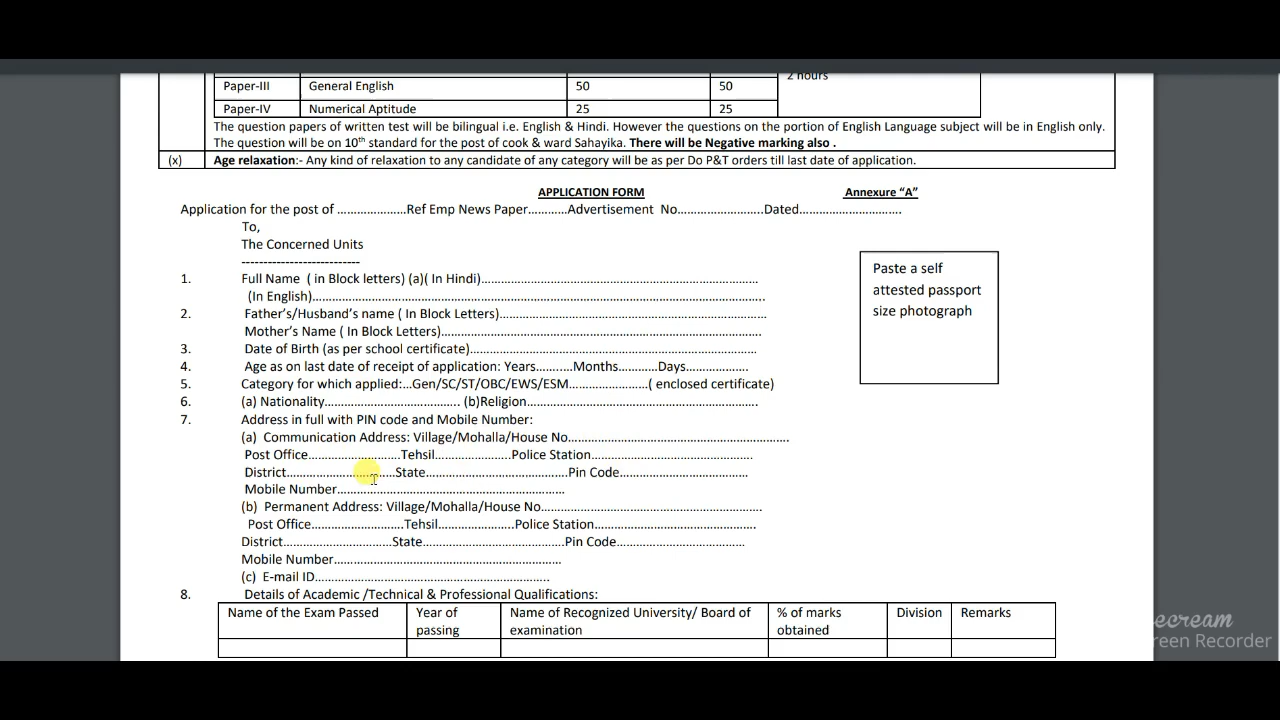 2 hours
Paper-III General English 50 50
Paper-IV Numerical Aptitude 25 25
The question papers of written test will be bilingual i.e. English & Hindi. However the questions on the portion of English Language subject will be in English only.
The question will be on 10th standard for the post of cook & ward Sahayika. There will be Negative marking also .
(x) Age relaxation:- Any kind of relaxation to any candidate of any category will be as per Do P&T orders till last date of application.
APPLICATION FORM Annexure “A”
Application for the post of …………………Ref Emp News Paper…………Advertisement No……………………..Dated………………………….
To,
The Concerned Units
---------------------------
1. Full Name ( in Block letters) (a)( In Hindi)……………………………………………………………
(In English)………………………………………………………………………………………..
2. Father’s/Husband’s name ( In Block Letters)…………………………………………………………
Mother’s Name ( In Block Letters)…………………………………………………………………….
3. Date of Birth (as per school certificate)………………………………………………………………
4. Age as on last date of receipt of application: Years……….…Months…………Days……………….
5. Category for which applied:…Gen/SC/ST/OBC/EWS/ESM……………………( enclosed certificate)
6. (a) Nationality…………………………….. (b)Religion………………………………………………….
7. Address in full with PIN code and Mobile Number:
(a) Communication Address: Village/Mohalla/House No……………………………………………….
Post Office…………………….Tehsil…………………..Police Station………………………………….
District……………………………State………………………………Pin Code……………………………
Mobile Number…………………………………………………
(b) Permanent Address: Village/Mohalla/House No……………………………………………….
Post Office…………………….Tehsil…………………..Police Station………………………………….
District……………………………State………………………………Pin Code……………………………
Mobile Number…………………………………………………
(c) E-mail ID…………………………………………………..
8. Details of Academic /Technical & Professional Qualifications:
Paste a self
attested passport
size photograph
Name of the Exam Passed Year of Name of Recognized University/ Board of % of marks Division Remarks
passing examination obtained
ecream
reen Recorder